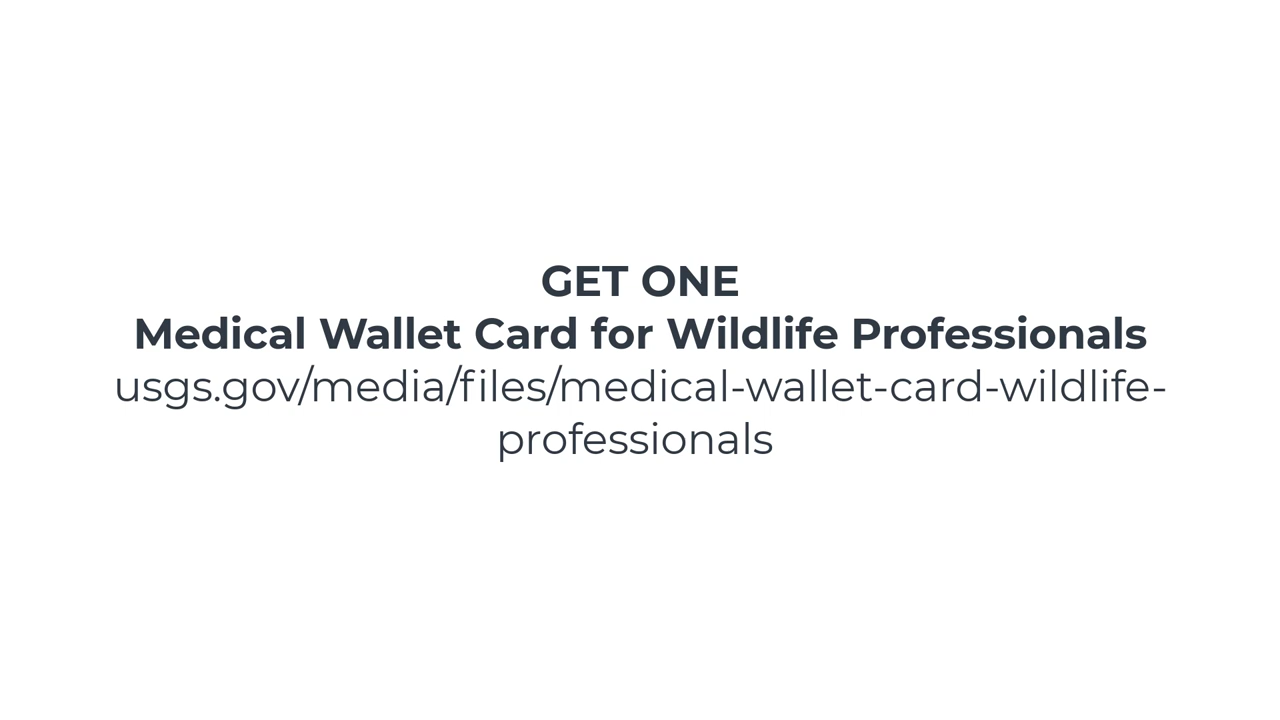 GET ONE
Medical Wallet Card for Wildlife Professionals
usgs.gov/media/files/medical-wallet-card-wildlife-
professionals